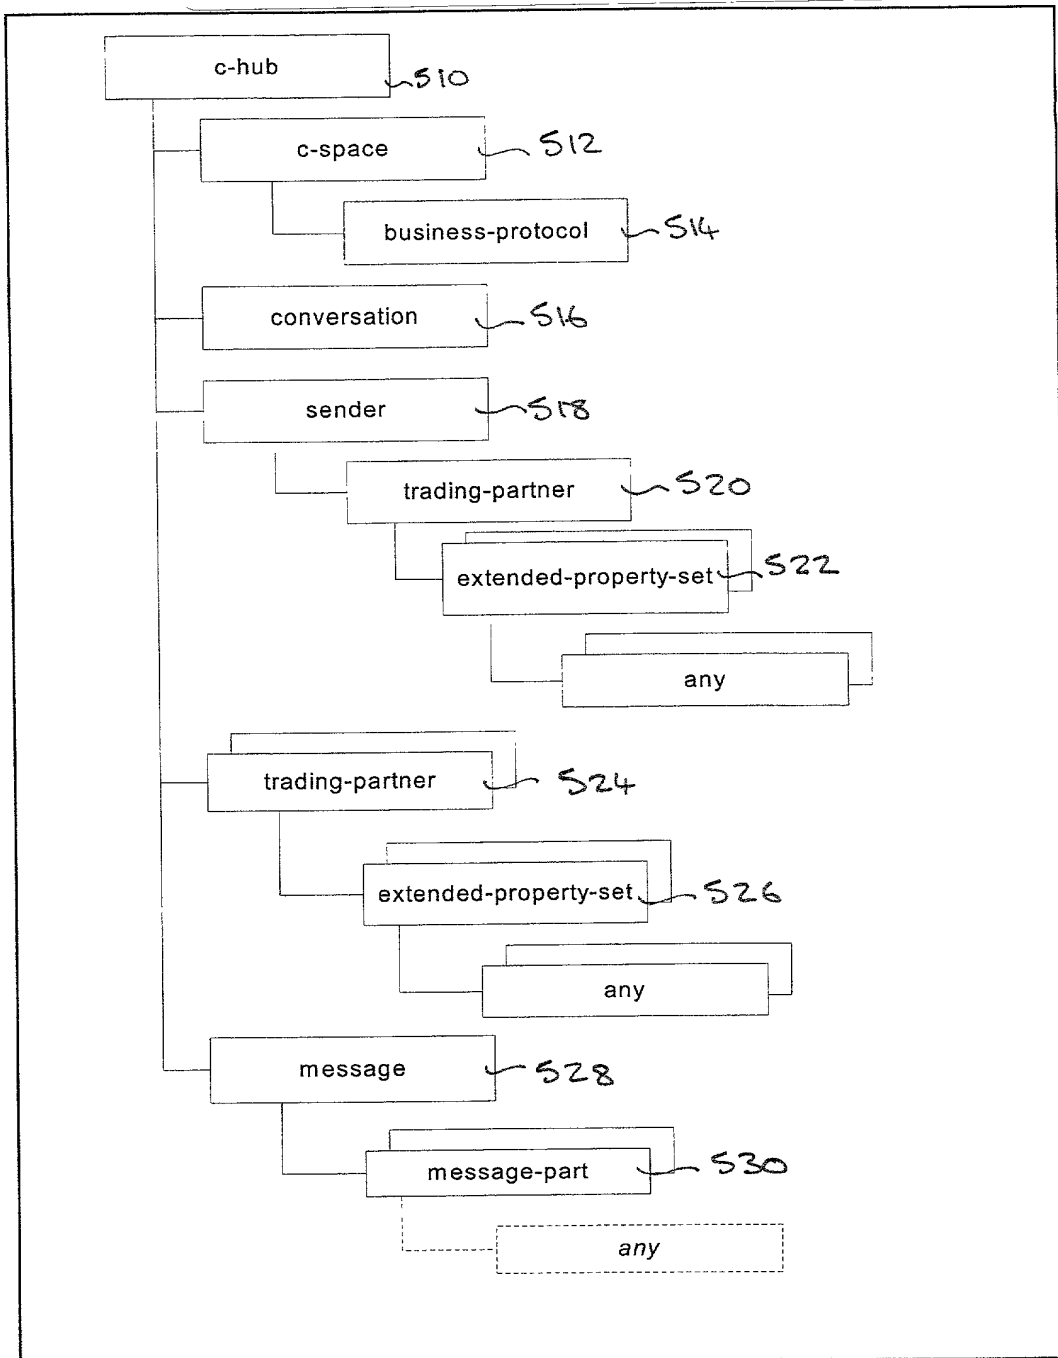 c-hub 510
c-space 512
business-protocol 514
conversation 516
sender 518
trading-partner 520
extended-property-set 522
any
trading-partner 524
extended-property-set 526
any
message 528
message-part 530
any